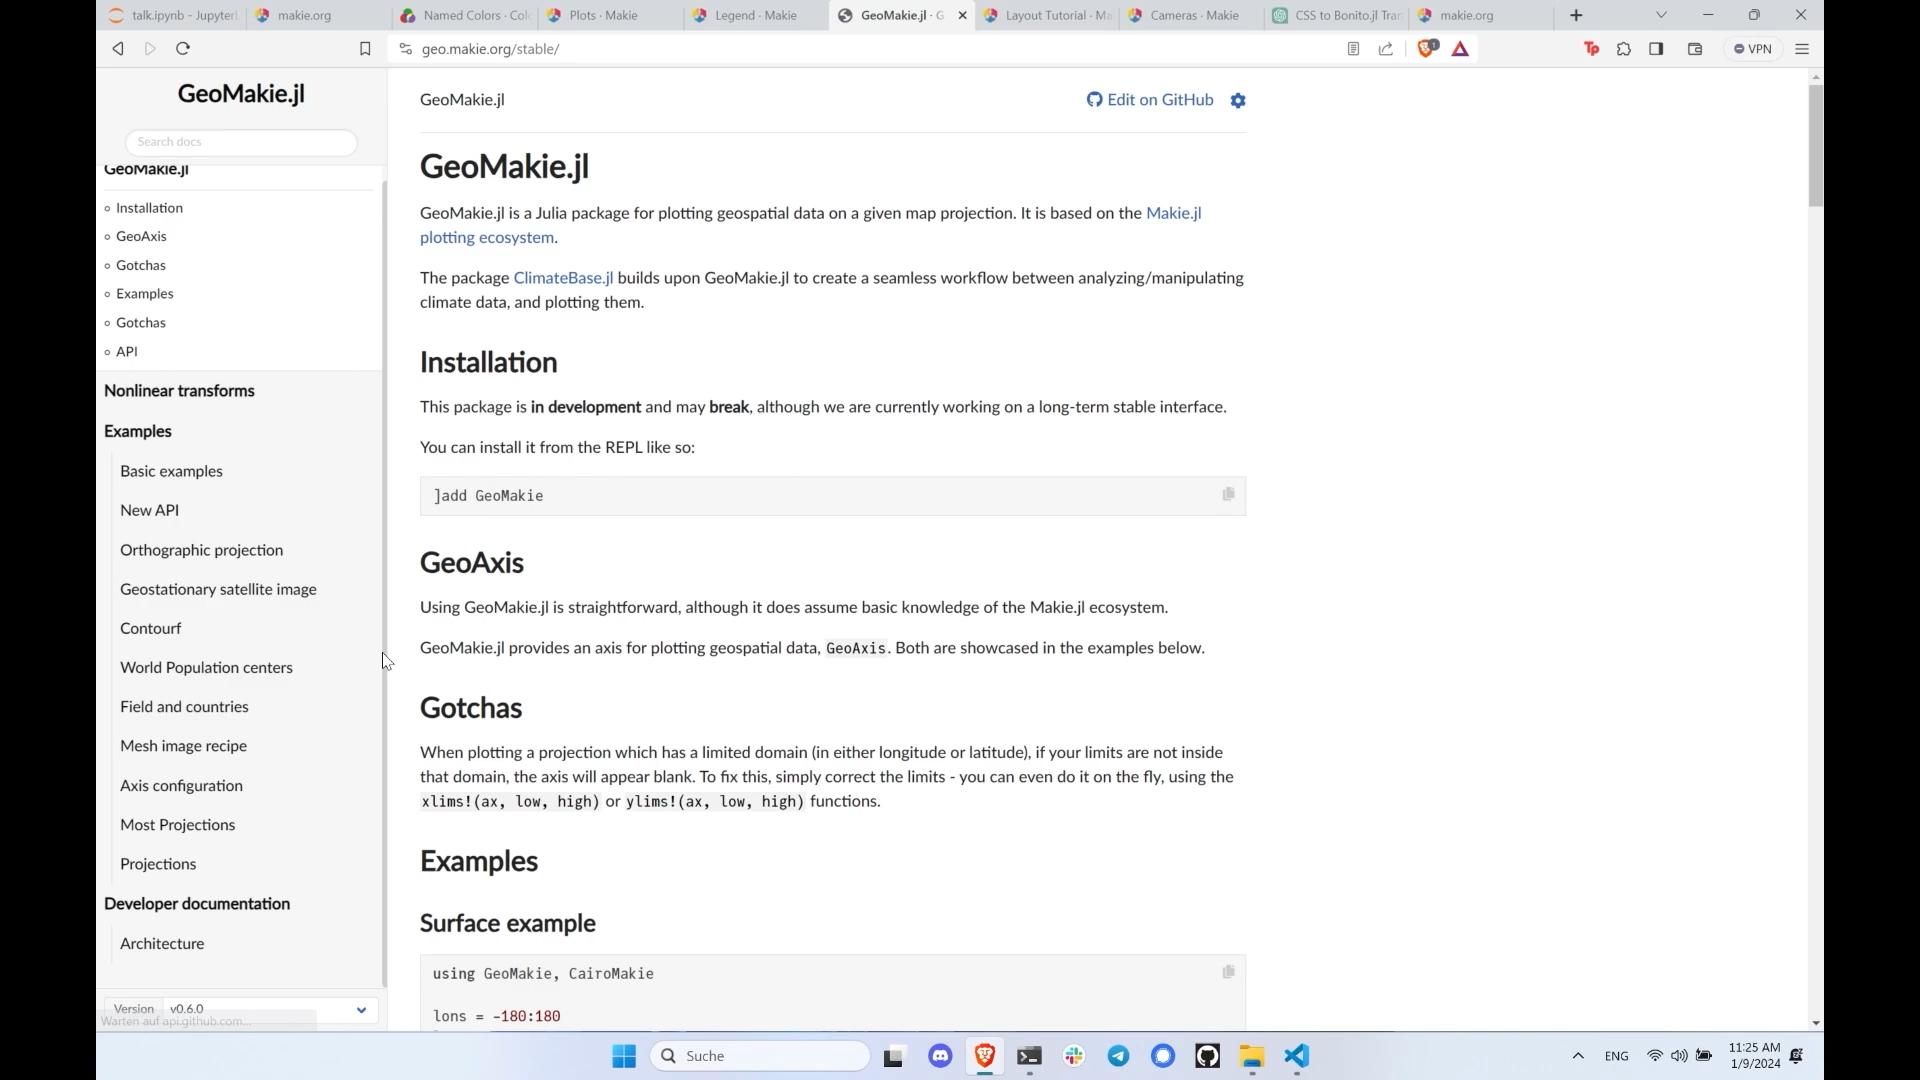 talk.ipynb - Jupyterl
makie.org
Named Colors · Col
Plots · Makie
Legend · Makie
GeoMakie.jl · G
Layout Tutorial · Ma
Cameras · Makie
CSS to Bonito.jl Tran
makie.org
geo.makie.org/stable/
1
Tp
VPN
GeoMakie.jl
Search docs
GeoMakie.jl
Installation
GeoAxis
Gotchas
Examples
Gotchas
API
Nonlinear transforms
Examples
Basic examples
New API
Orthographic projection
Geostationary satellite image
Contourf
World Population centers
Field and countries
Mesh image recipe
Axis configuration
Most Projections
Projections
Developer documentation
Architecture
Version v0.6.0
Warten auf api.github.com...
GeoMakie.jl
Edit on GitHub
GeoMakie.jl
GeoMakie.jl is a Julia package for plotting geospatial data on a given map projection. It is based on the Makie.jl
plotting ecosystem.
The package ClimateBase.jl builds upon GeoMakie.jl to create a seamless workflow between analyzing/manipulating
climate data, and plotting them.
Installation
This package is in development and may break, although we are currently working on a long-term stable interface.
You can install it from the REPL like so:
]add GeoMakie
GeoAxis
Using GeoMakie.jl is straightforward, although it does assume basic knowledge of the Makie.jl ecosystem.
GeoMakie.jl provides an axis for plotting geospatial data, GeoAxis. Both are showcased in the examples below.
Gotchas
When plotting a projection which has a limited domain (in either longitude or latitude), if your limits are not inside
that domain, the axis will appear blank. To fix this, simply correct the limits - you can even do it on the fly, using the
xlims!(ax, low, high) or ylims!(ax, low, high) functions.
Examples
Surface example
using GeoMakie, CairoMakie
lons = -180:180
Suche
ENG
11:25 AM
1/9/2024